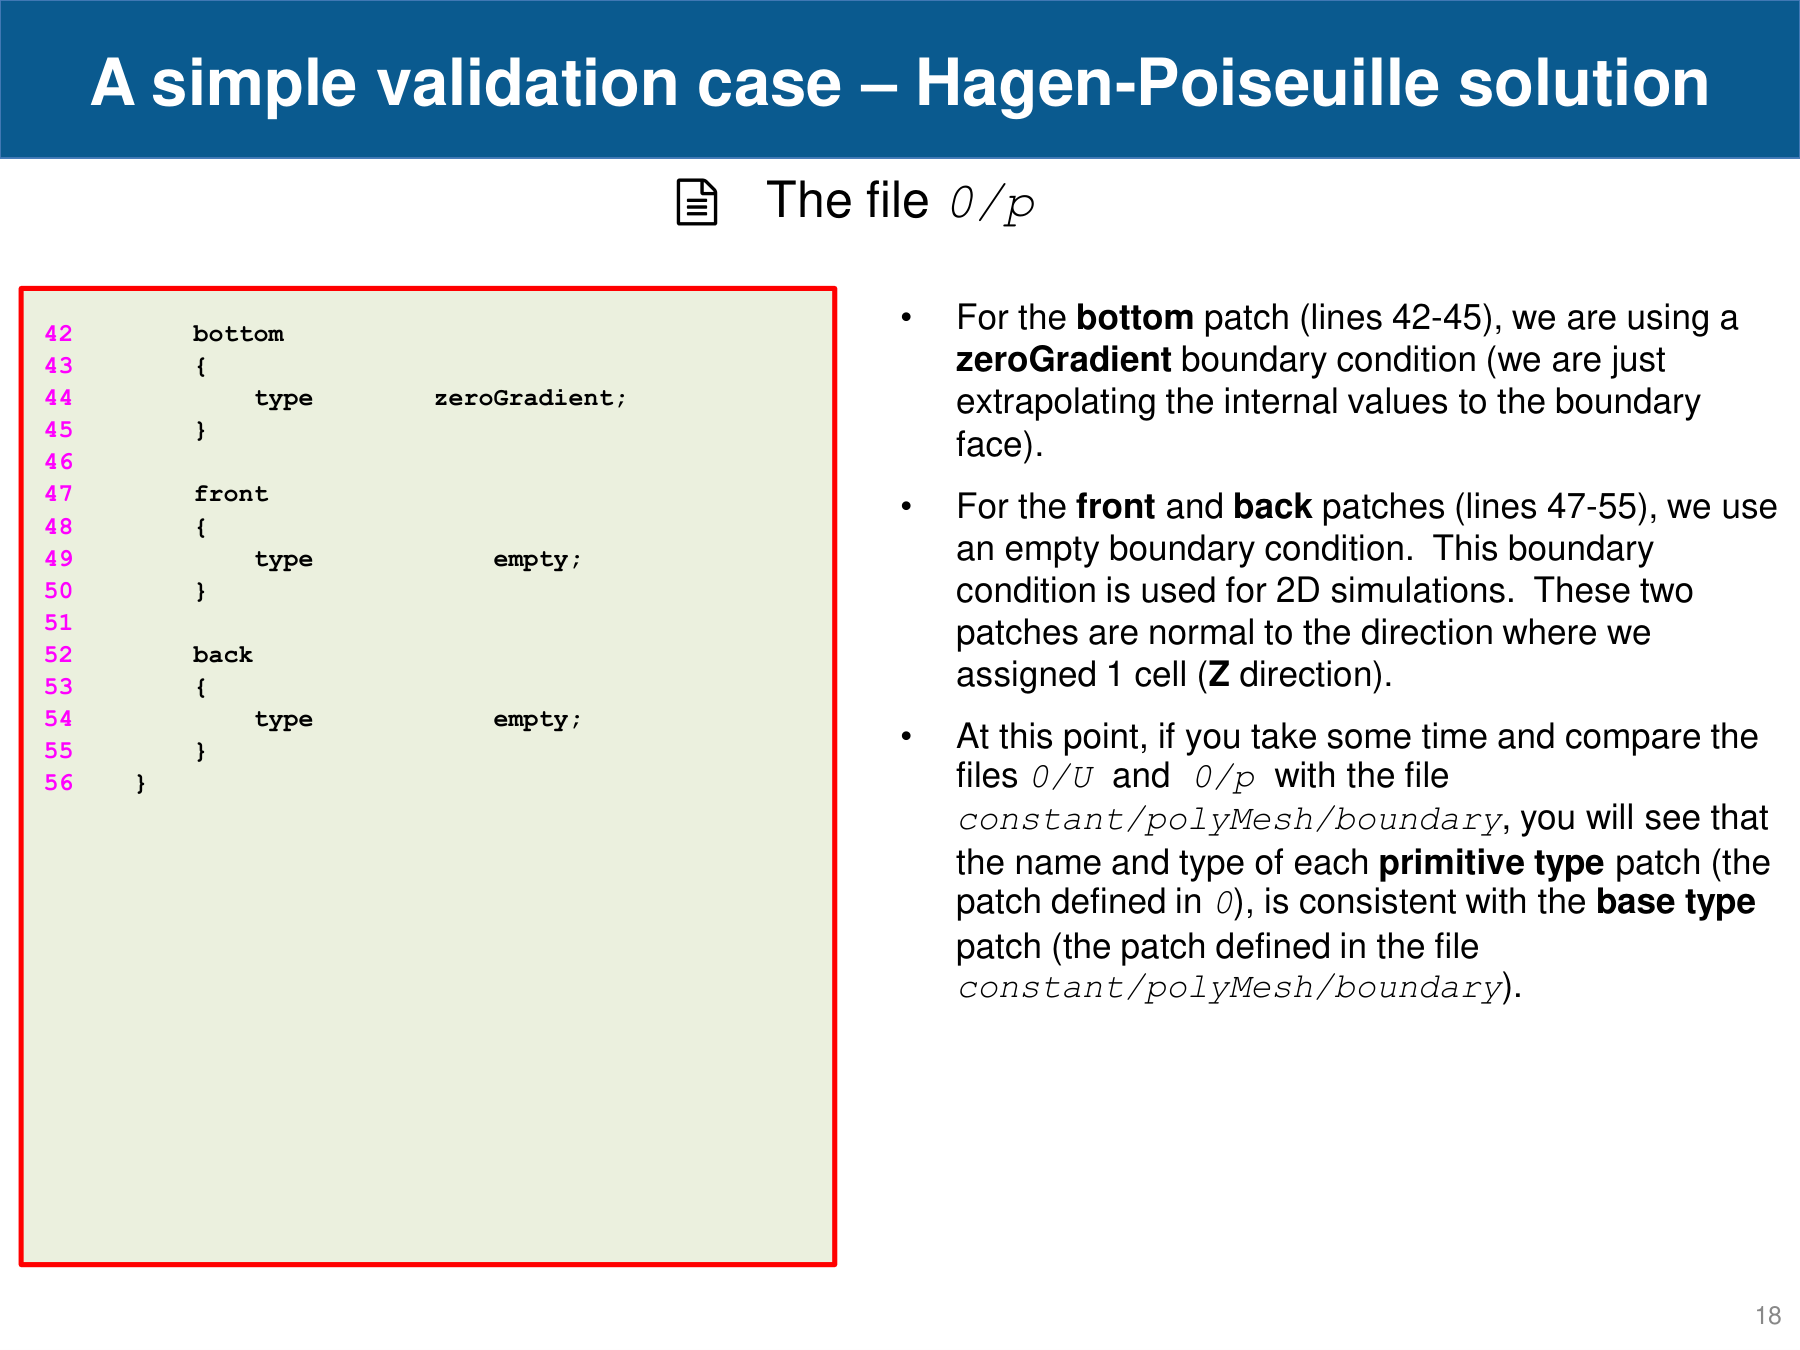 A simple validation case – Hagen-Poiseuille solution
The file 0/p
42 bottom
43 {
44 type zeroGradient;
45 }
46
47 front
48 {
49 type empty;
50 }
51
52 back
53 {
54 type empty;
55 }
56 }
• For the bottom patch (lines 42-45), we are using a
zeroGradient boundary condition (we are just
extrapolating the internal values to the boundary
face).
• For the front and back patches (lines 47-55), we use
an empty boundary condition. This boundary
condition is used for 2D simulations. These two
patches are normal to the direction where we
assigned 1 cell (Z direction).
• At this point, if you take some time and compare the
files 0/U and 0/p with the file
constant/polyMesh/boundary, you will see that
the name and type of each primitive type patch (the
patch defined in 0), is consistent with the base type
patch (the patch defined in the file
constant/polyMesh/boundary).
18